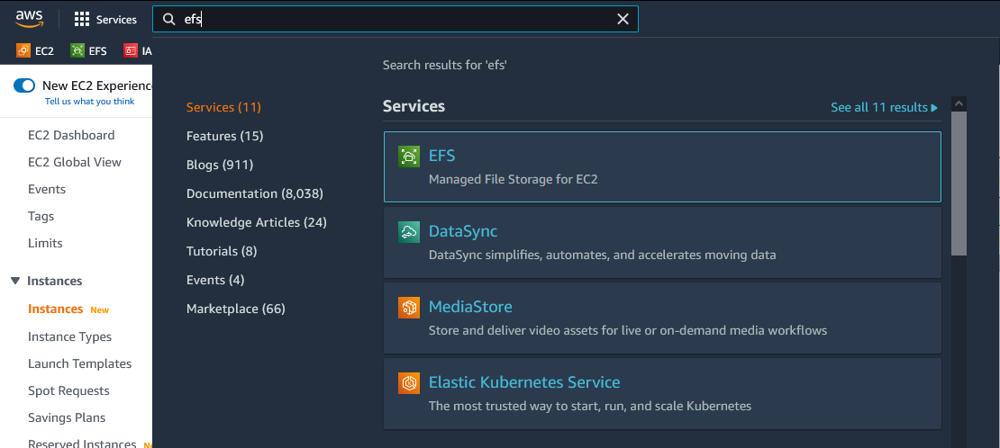 aws
Services
efs
EC2
EFS
IA
New EC2 Experience
Tell us what you think
EC2 Dashboard
EC2 Global View
Events
Tags
Limits
Instances
Instances New
Instance Types
Launch Templates
Spot Requests
Savings Plans
Reserved Instances
Search results for 'efs'
Services (11)
Features (15)
Blogs (911)
Documentation (8,038)
Knowledge Articles (24)
Tutorials (8)
Events (4)
Marketplace (66)
Services
See all 11 results
EFS
Managed File Storage for EC2
DataSync
DataSync simplifies, automates, and accelerates moving data
MediaStore
Store and deliver video assets for live or on-demand media workflows
Elastic Kubernetes Service
The most trusted way to start, run, and scale Kubernetes